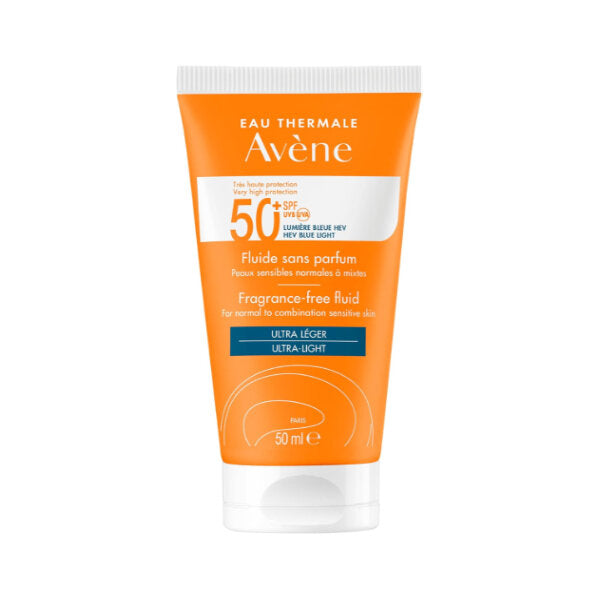 EAU THERMALE
Avène
Très haute protection
Very high protection
50+ SPF
UVB UVA
LUMIÈRE BLEUE HEV
HEV BLUE LIGHT
Fluide sans parfum
Peaux sensibles normales à mixtes
Fragrance-free fluid
For normal to combination sensitive skin
ULTRA LÉGER
ULTRA-LIGHT
PARIS
50 ml ℮